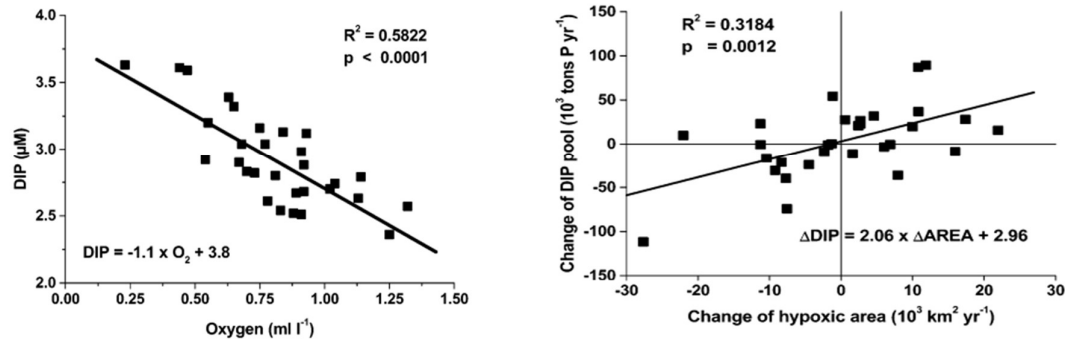 R² = 0.5822
p < 0.0001
DIP = -1.1 x O₂ + 3.8
DIP (μM)
4.0
3.5
3.0
2.5
2.0
0.00 0.25 0.50 0.75 1.00 1.25 1.50
Oxygen (ml l⁻¹)
R² = 0.3184
p = 0.0012
ΔDIP = 2.06 x ΔAREA + 2.96
Change of DIP pool (10³ tons P yr⁻¹)
150
100
50
0
-50
-100
-150
-30 -20 -10 0 10 20 30
Change of hypoxic area (10³ km² yr⁻¹)